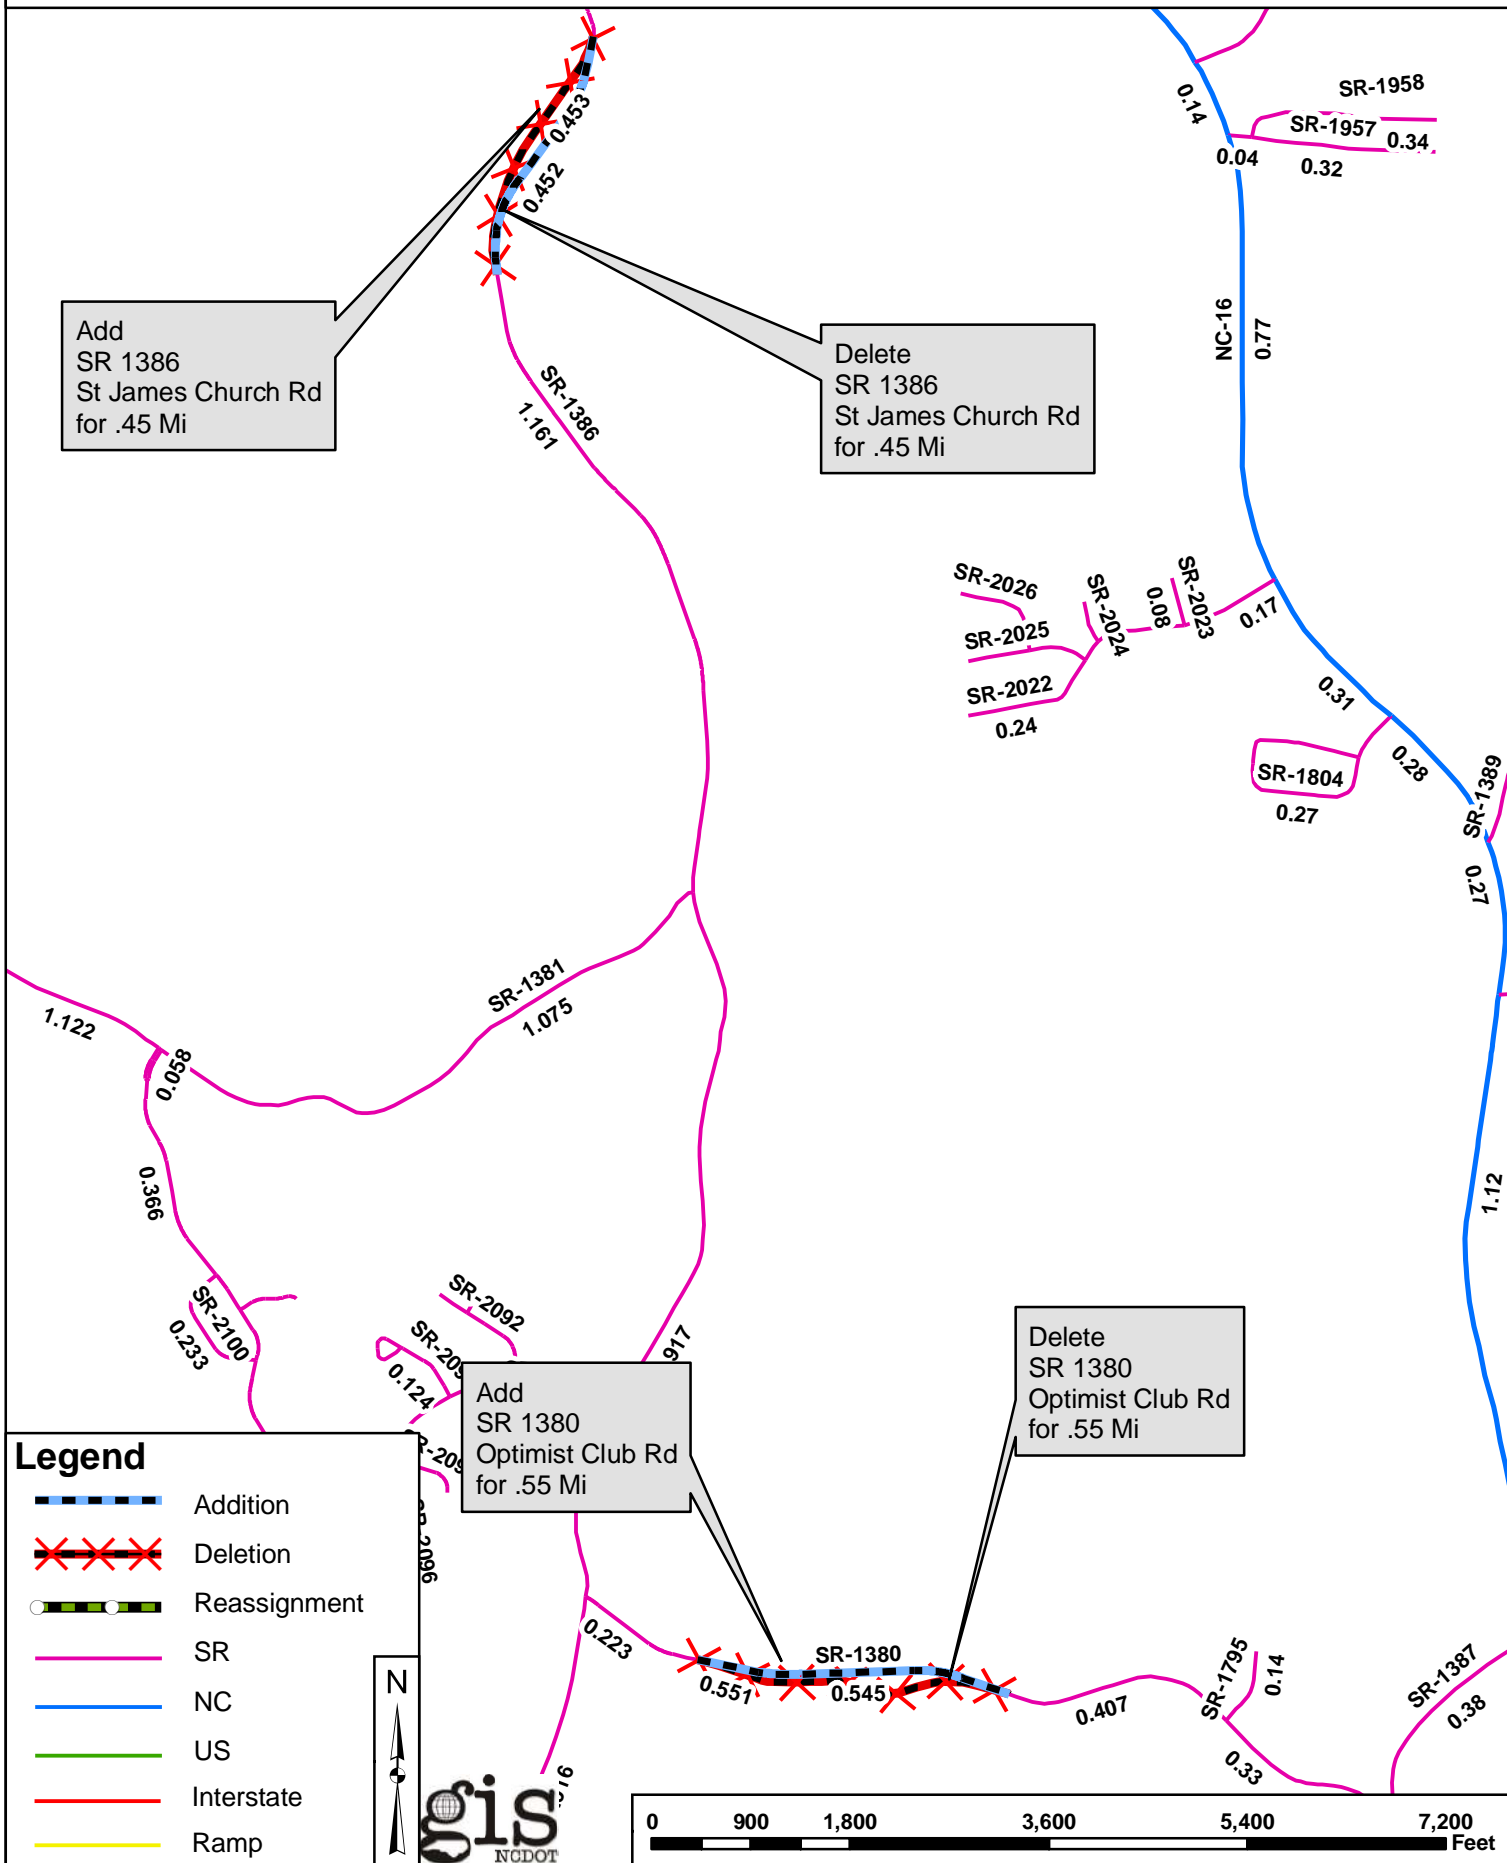 0.453
0.452
0.14
SR-1958
SR-1957
0.34
0.04
0.32
Add
SR 1386
St James Church Rd
for .45 Mi
Delete
SR 1386
St James Church Rd
for .45 Mi
NC-16
0.77
SR-1386
1.161
SR-2026
SR-2025
SR-2022
0.24
SR-2024
0.08
SR-2023
0.17
0.31
0.28
SR-1804
0.27
SR-1389
0.27
SR-1381
1.075
1.122
0.058
0.366
1.12
SR-2100
0.233
SR-2092
0.124
917
Add
SR 1380
Optimist Club Rd
for .55 Mi
Delete
SR 1380
Optimist Club Rd
for .55 Mi
0.223
SR-1380
0.551
0.545
0.407
SR-1795
0.14
0.33
SR-1387
0.38
Legend
Addition
Deletion
Reassignment
SR
NC
US
Interstate
Ramp
N
gis
NCDOT
0 900 1,800 3,600 5,400 7,200
Feet